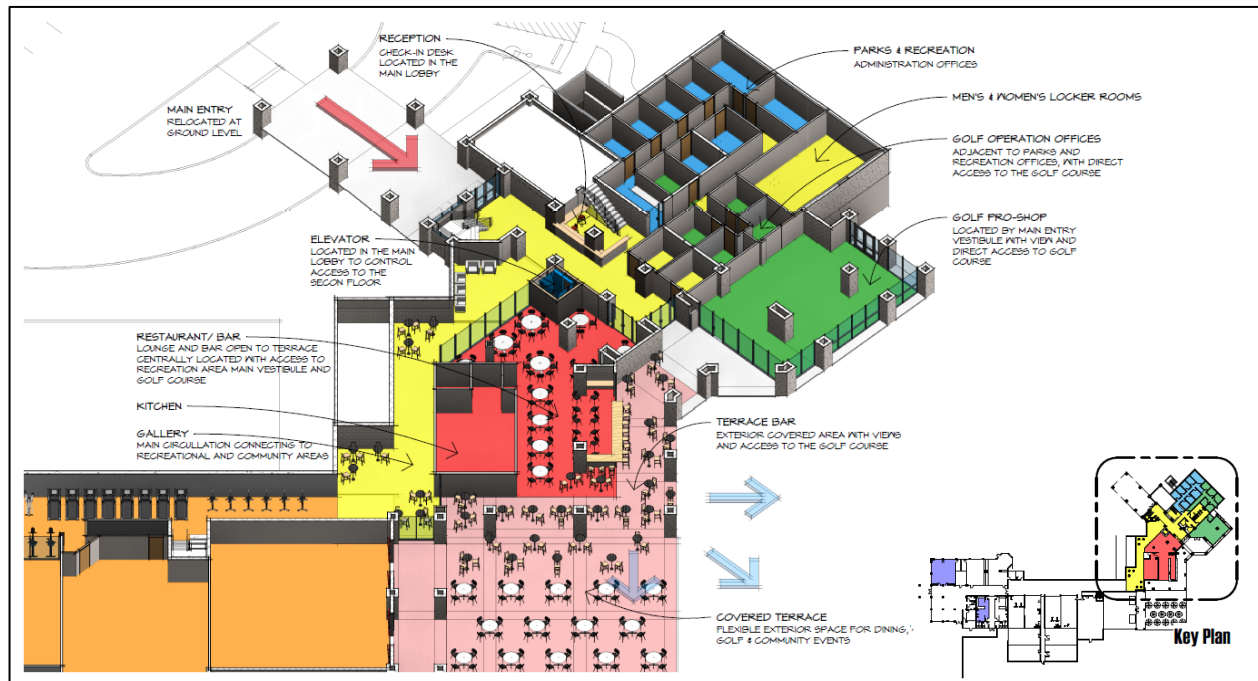 RECEPTION
CHECK-IN DESK
LOCATED IN THE
MAIN LOBBY
MAIN ENTRY
RELOCATED AT
GROUND LEVEL
PARKS & RECREATION
ADMINISTRATION OFFICES
MEN'S & WOMEN'S LOCKER ROOMS
GOLF OPERATION OFFICES
ADJACENT TO PARKS AND
RECREATION OFFICES, WITH DIRECT
ACCESS TO THE GOLF COURSE
GOLF PRO-SHOP
LOCATED BY MAIN ENTRY
VESTIBULE WITH VIEW AND
DIRECT ACCESS TO GOLF
COURSE
ELEVATOR
LOCATED IN THE MAIN
LOBBY TO CONTROL
ACCESS TO THE
SECON FLOOR
RESTAURANT/ BAR
LOUNGE AND BAR OPEN TO TERRACE
CENTRALLY LOCATED WITH ACCESS TO
RECREATION AREA MAIN VESTIBULE AND
GOLF COURSE
KITCHEN
GALLERY
MAIN CIRCULATION CONNECTING TO
RECREATIONAL AND COMMUNITY AREAS
TERRACE BAR
EXTERIOR COVERED AREA WITH VIEWS
AND ACCESS TO THE GOLF COURSE
COVERED TERRACE
FLEXIBLE EXTERIOR SPACE FOR DINING,
GOLF & COMMUNITY EVENTS
Key Plan